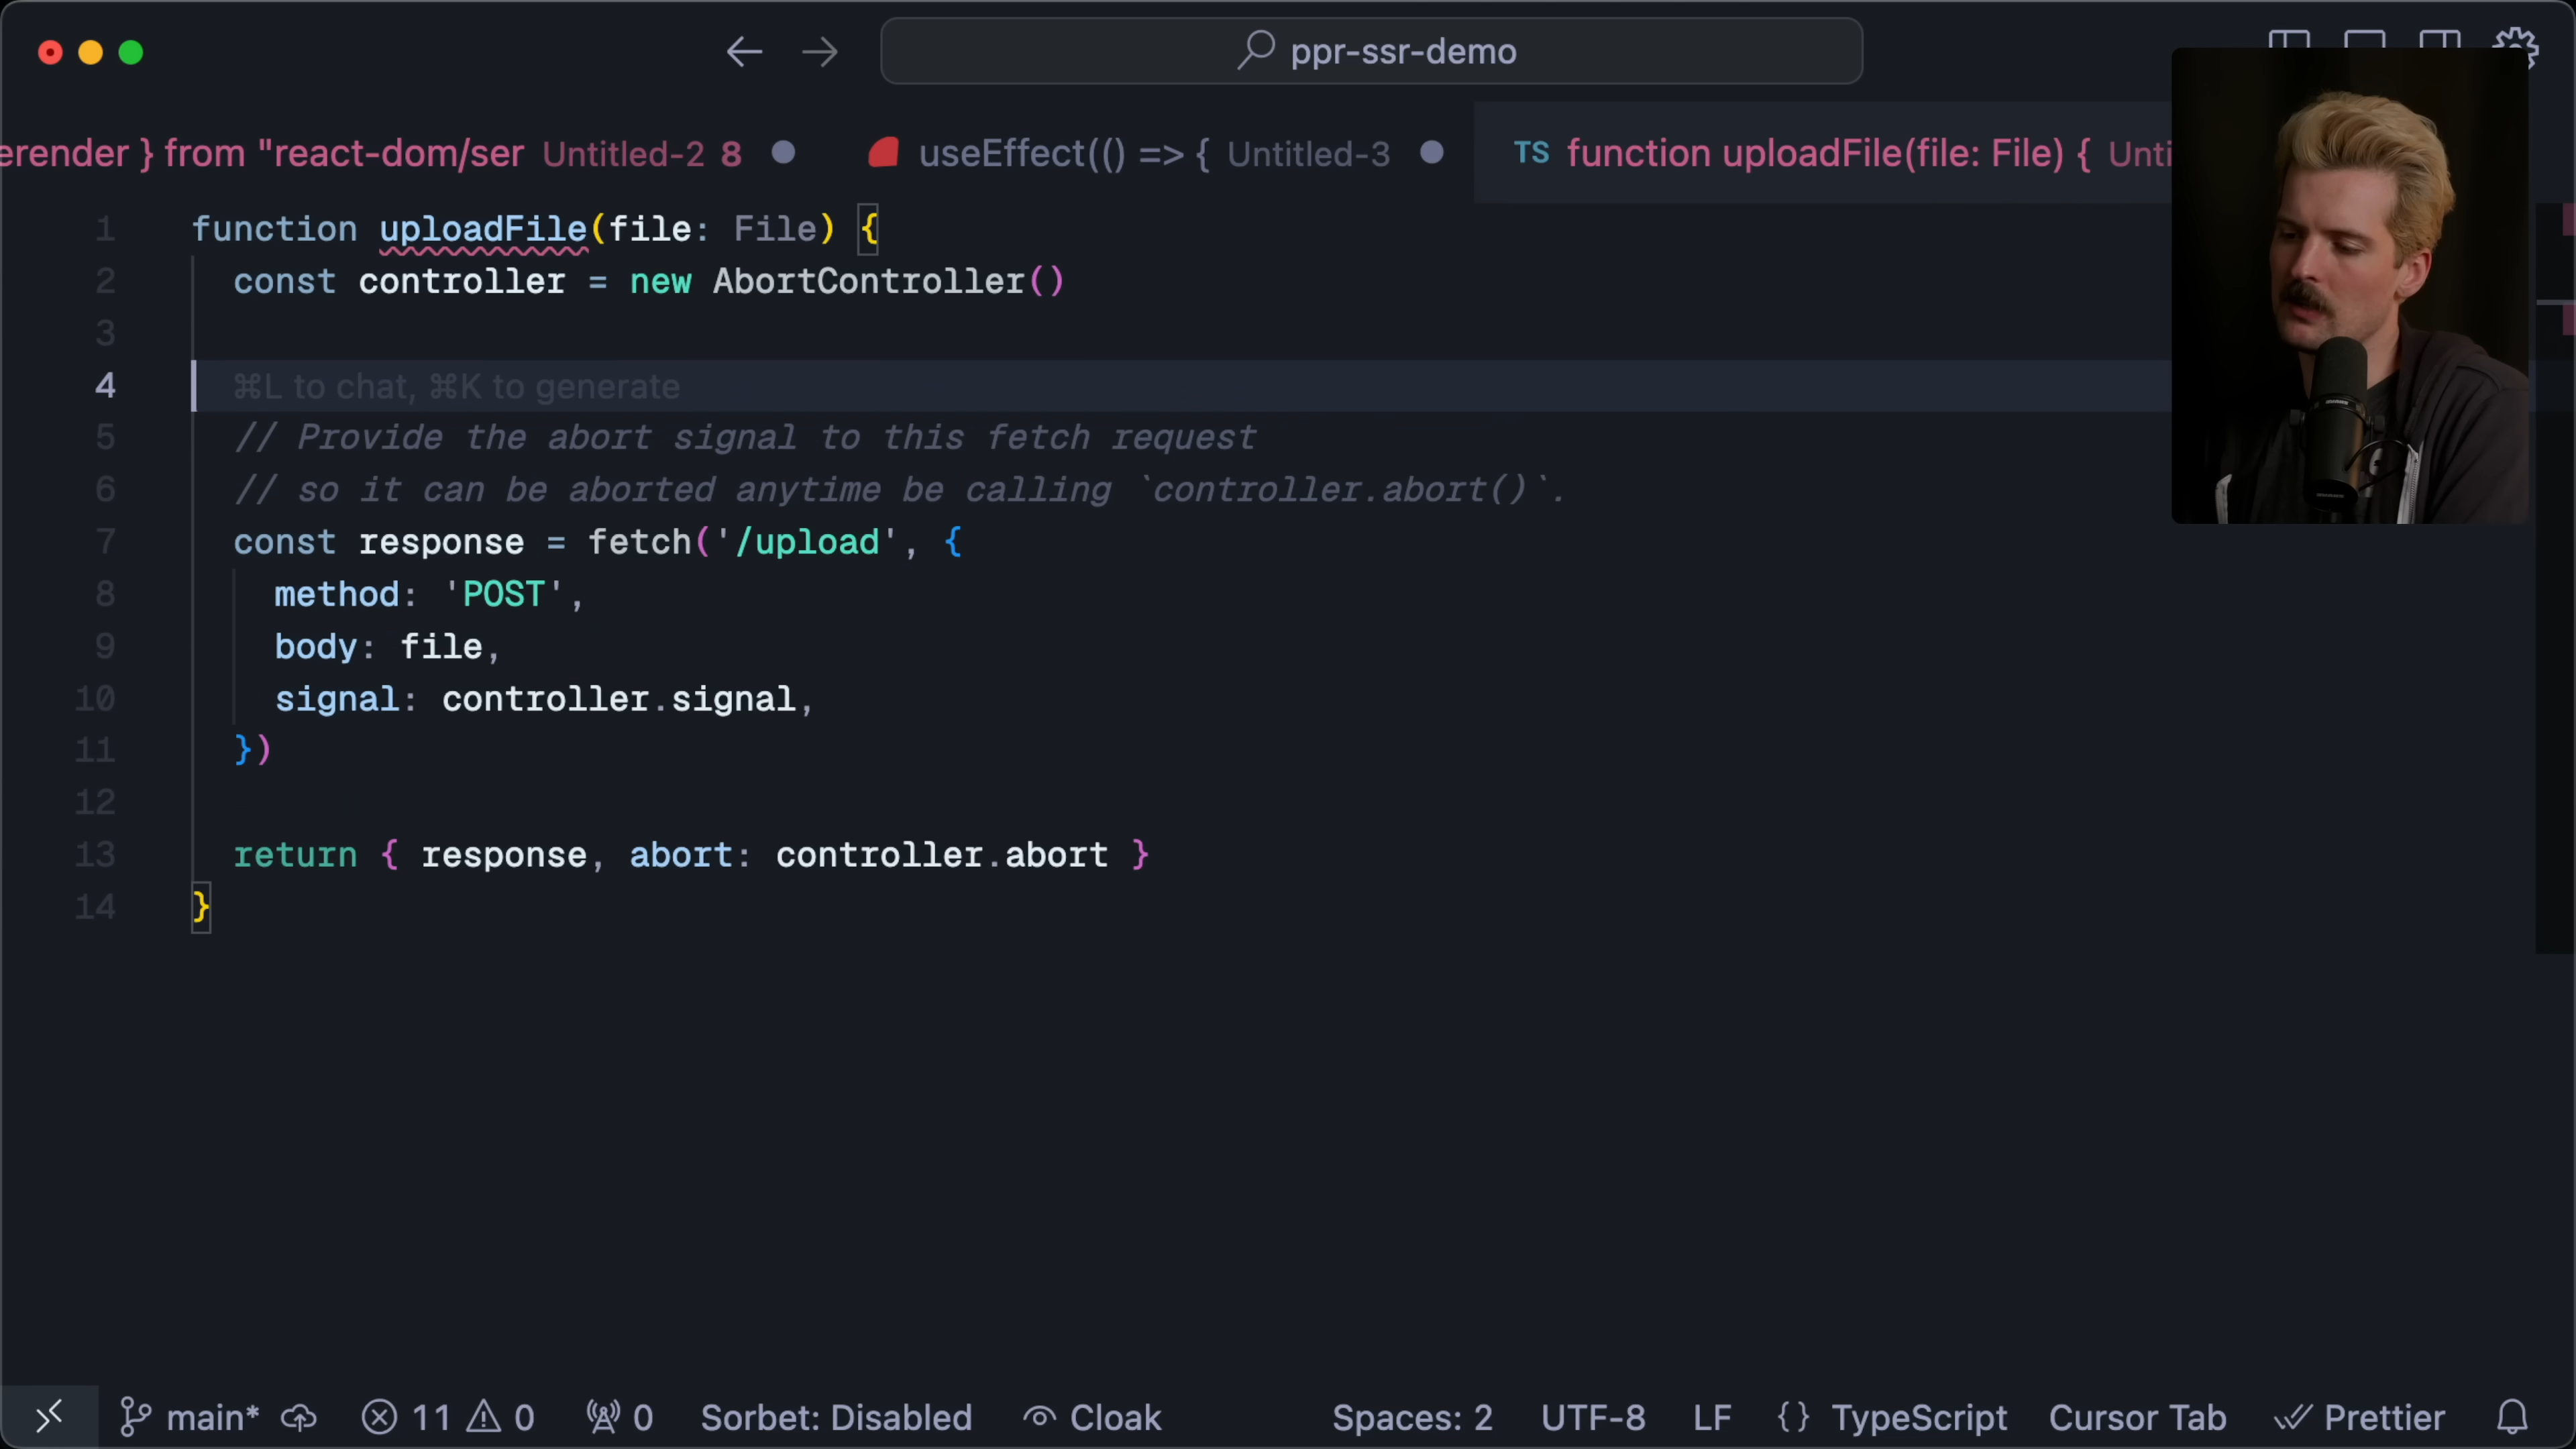 ppr-ssr-demo
erender } from "react-dom/ser Untitled-2 8 useEffect(() => { Untitled-3 TS function uploadFile(file: File) { Unti
1 function uploadFile(file: File) {
2 const controller = new AbortController()
3
4 ⌘L to chat, ⌘K to generate
5 // Provide the abort signal to this fetch request
6 // so it can be aborted anytime be calling `controller.abort()`.
7 const response = fetch('/upload', {
8 method: 'POST',
9 body: file,
10 signal: controller.signal,
11 })
12
13 return { response, abort: controller.abort }
14 }
main* 11 0 0 Sorbet: Disabled Cloak Spaces: 2 UTF-8 LF {} TypeScript Cursor Tab Prettier